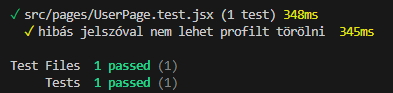 ✓ src/pages/UserPage.test.jsx (1 test) 348ms
✓ hibás jelszóval nem lehet profilt törölni 345ms
Test Files 1 passed (1)
Tests 1 passed (1)